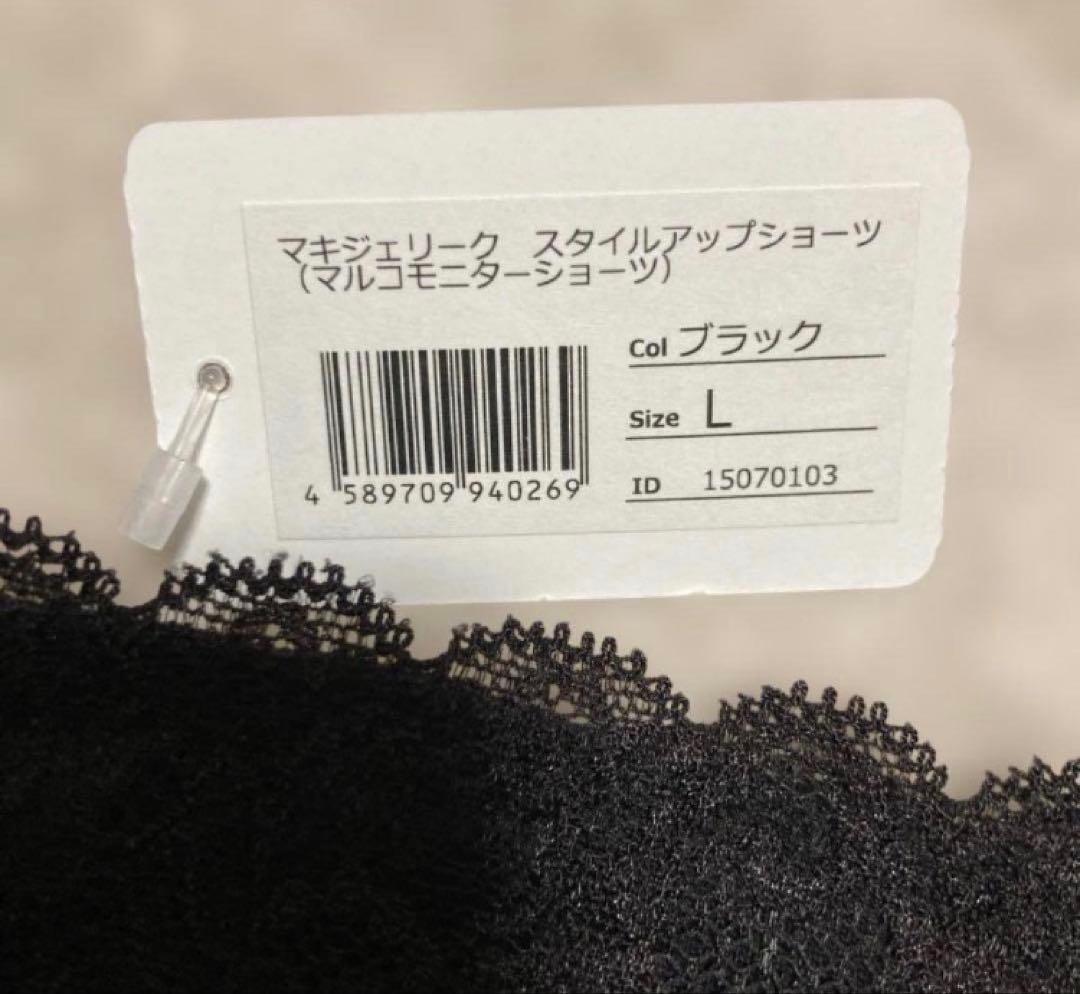 マキジェリーク　スタイルアップショーツ
（マルコモニターショーツ）
Col ブラック
Size L
ID 15070103
4 589709 940269